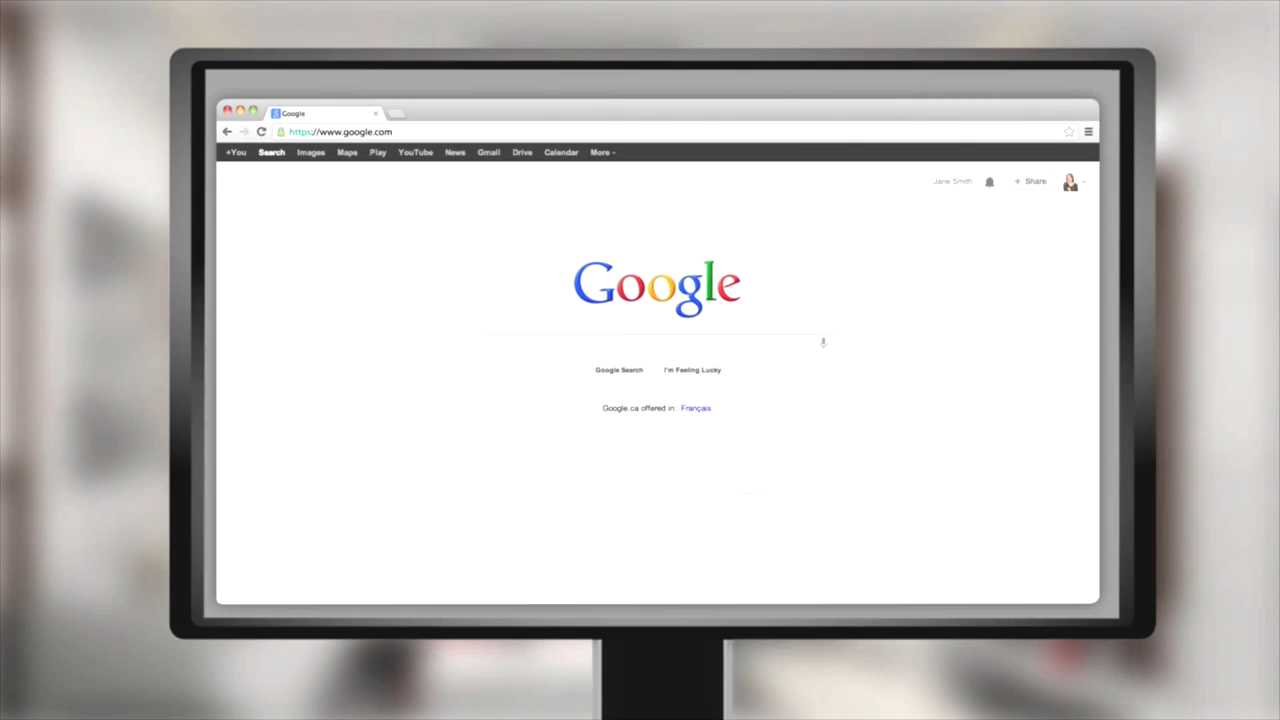 Google
https://www.google.com
+You Search Images Maps Play YouTube News Gmail Drive Calendar More
Jane Smith + Share
Google
Google Search I'm Feeling Lucky
Google.ca offered in: Français